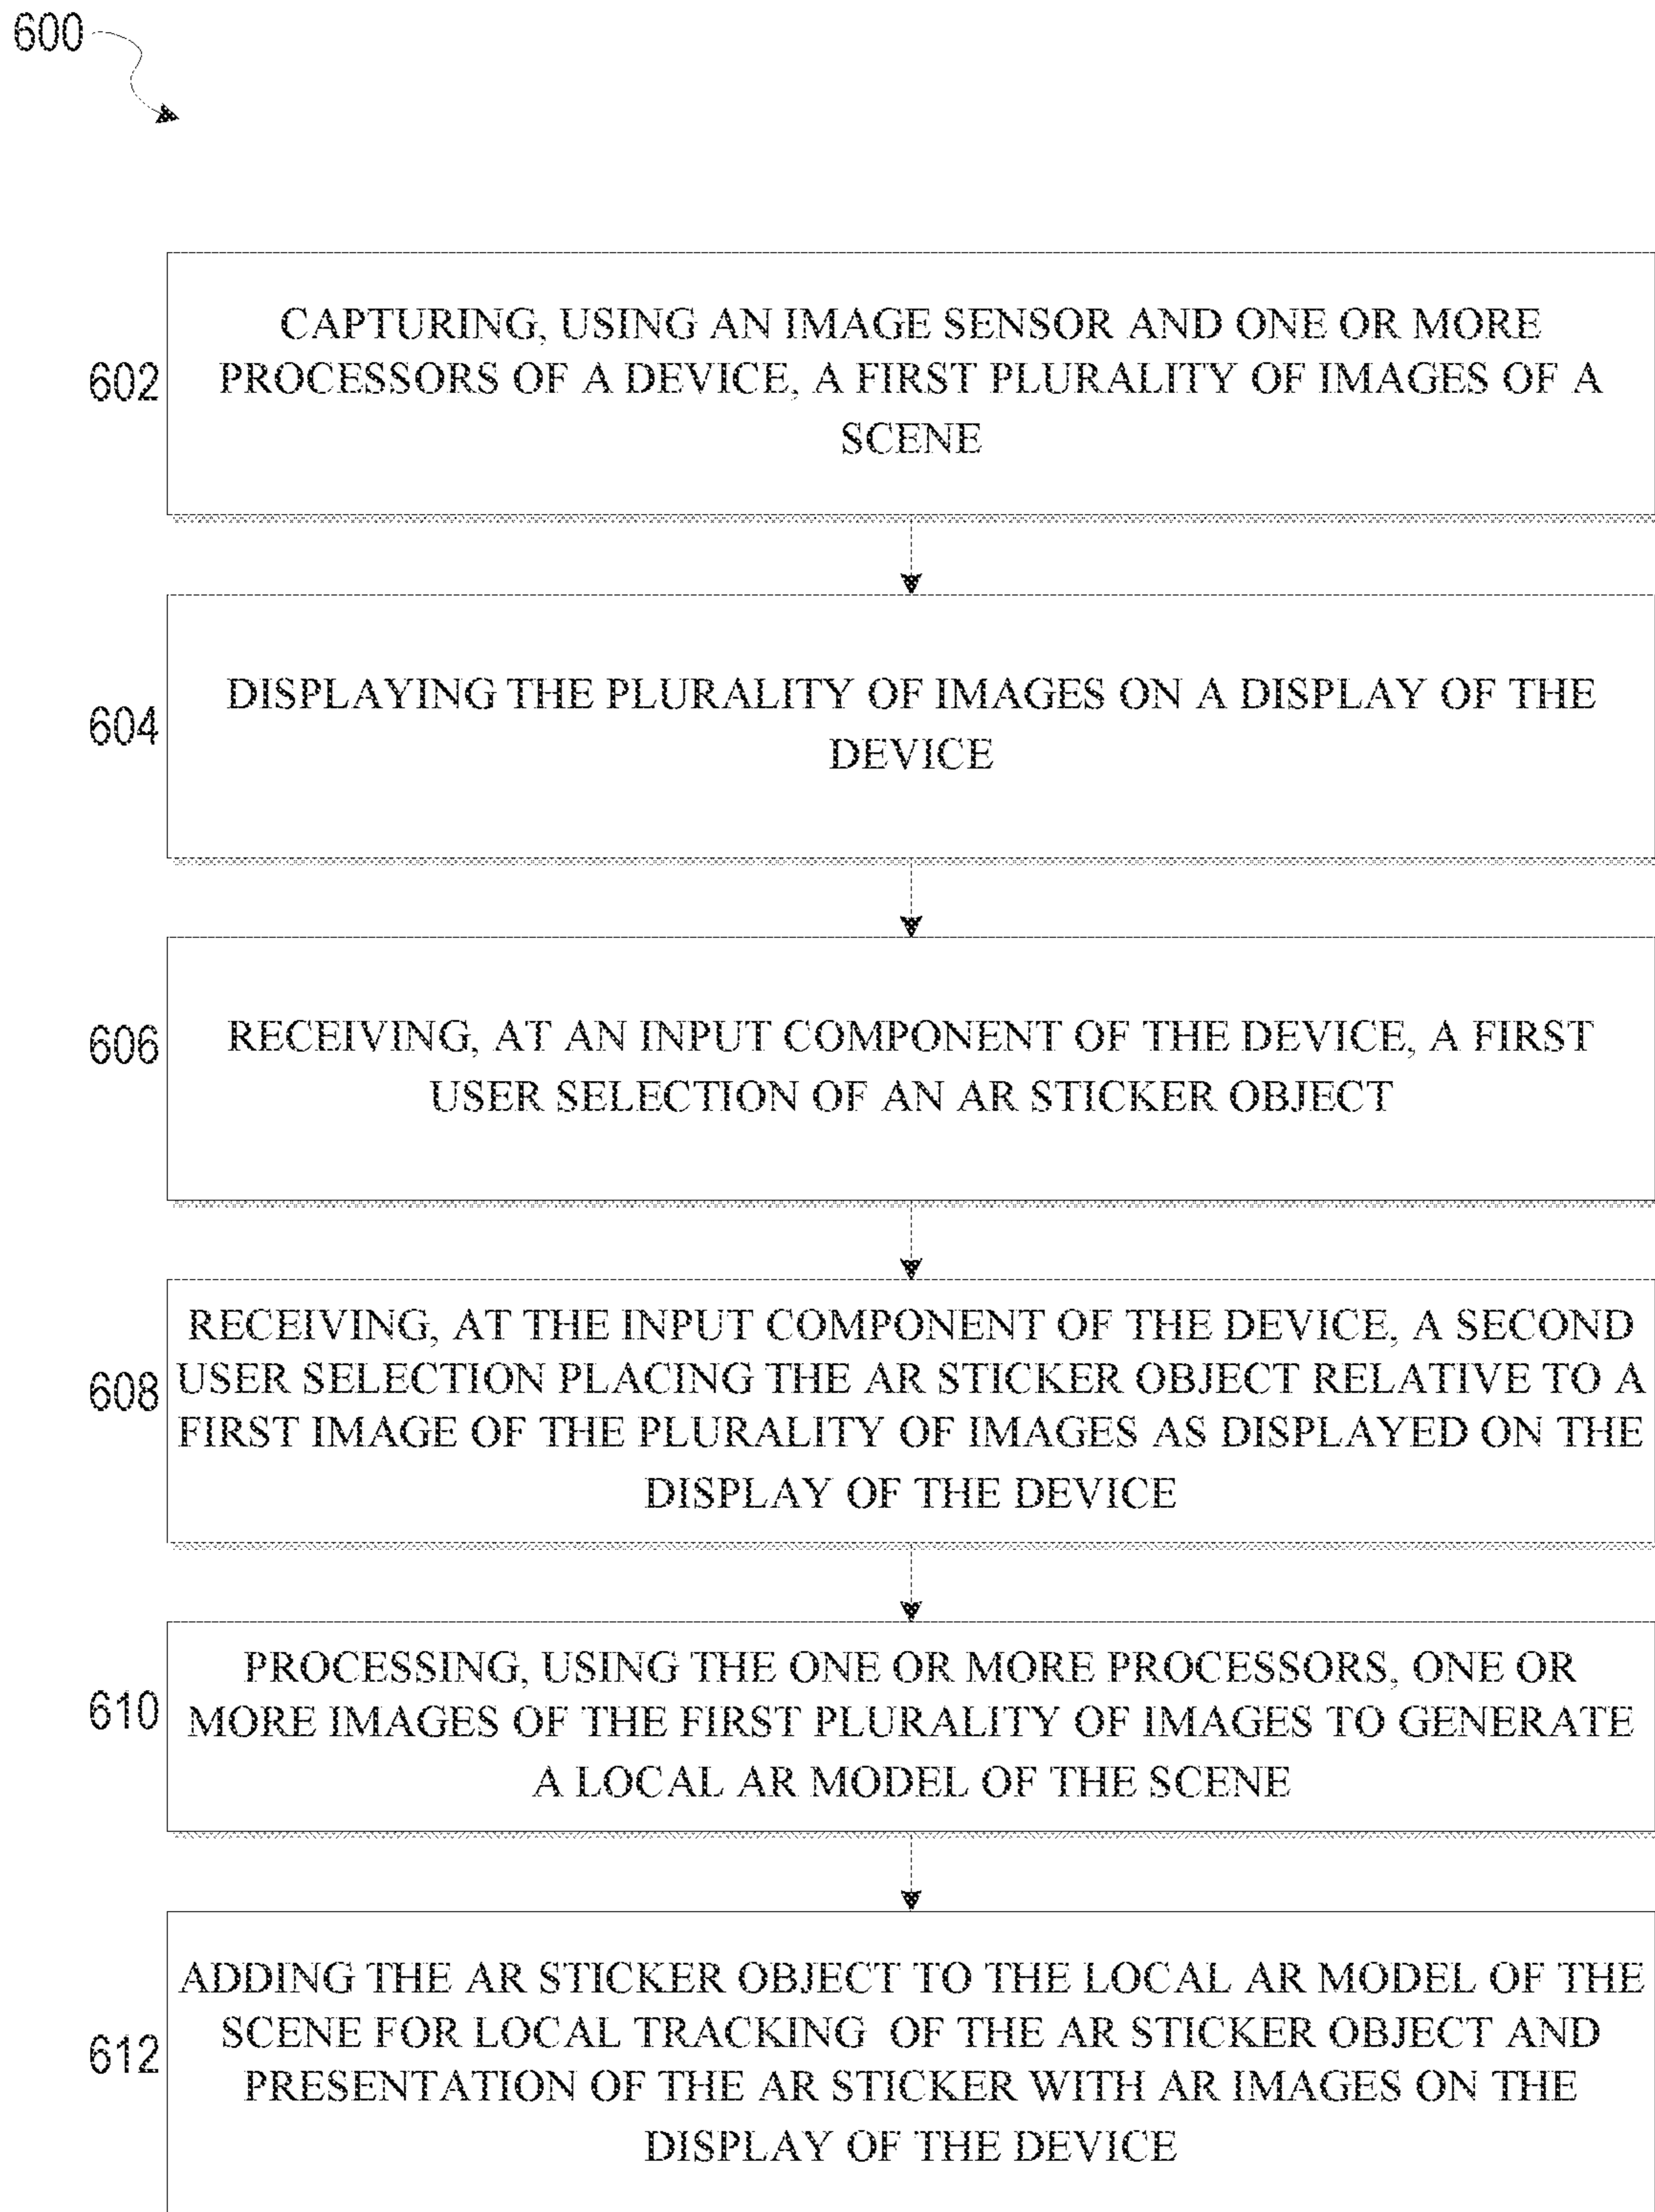 600
602
CAPTURING, USING AN IMAGE SENSOR AND ONE OR MORE
PROCESSORS OF A DEVICE, A FIRST PLURALITY OF IMAGES OF A
SCENE
604
DISPLAYING THE PLURALITY OF IMAGES ON A DISPLAY OF THE
DEVICE
606
RECEIVING, AT AN INPUT COMPONENT OF THE DEVICE, A FIRST
USER SELECTION OF AN AR STICKER OBJECT
608
RECEIVING, AT THE INPUT COMPONENT OF THE DEVICE, A SECOND
USER SELECTION PLACING THE AR STICKER OBJECT RELATIVE TO A
FIRST IMAGE OF THE PLURALITY OF IMAGES AS DISPLAYED ON THE
DISPLAY OF THE DEVICE
610
PROCESSING, USING THE ONE OR MORE PROCESSORS, ONE OR
MORE IMAGES OF THE FIRST PLURALITY OF IMAGES TO GENERATE
A LOCAL AR MODEL OF THE SCENE
612
ADDING THE AR STICKER OBJECT TO THE LOCAL AR MODEL OF THE
SCENE FOR LOCAL TRACKING OF THE AR STICKER OBJECT AND
PRESENTATION OF THE AR STICKER WITH AR IMAGES ON THE
DISPLAY OF THE DEVICE